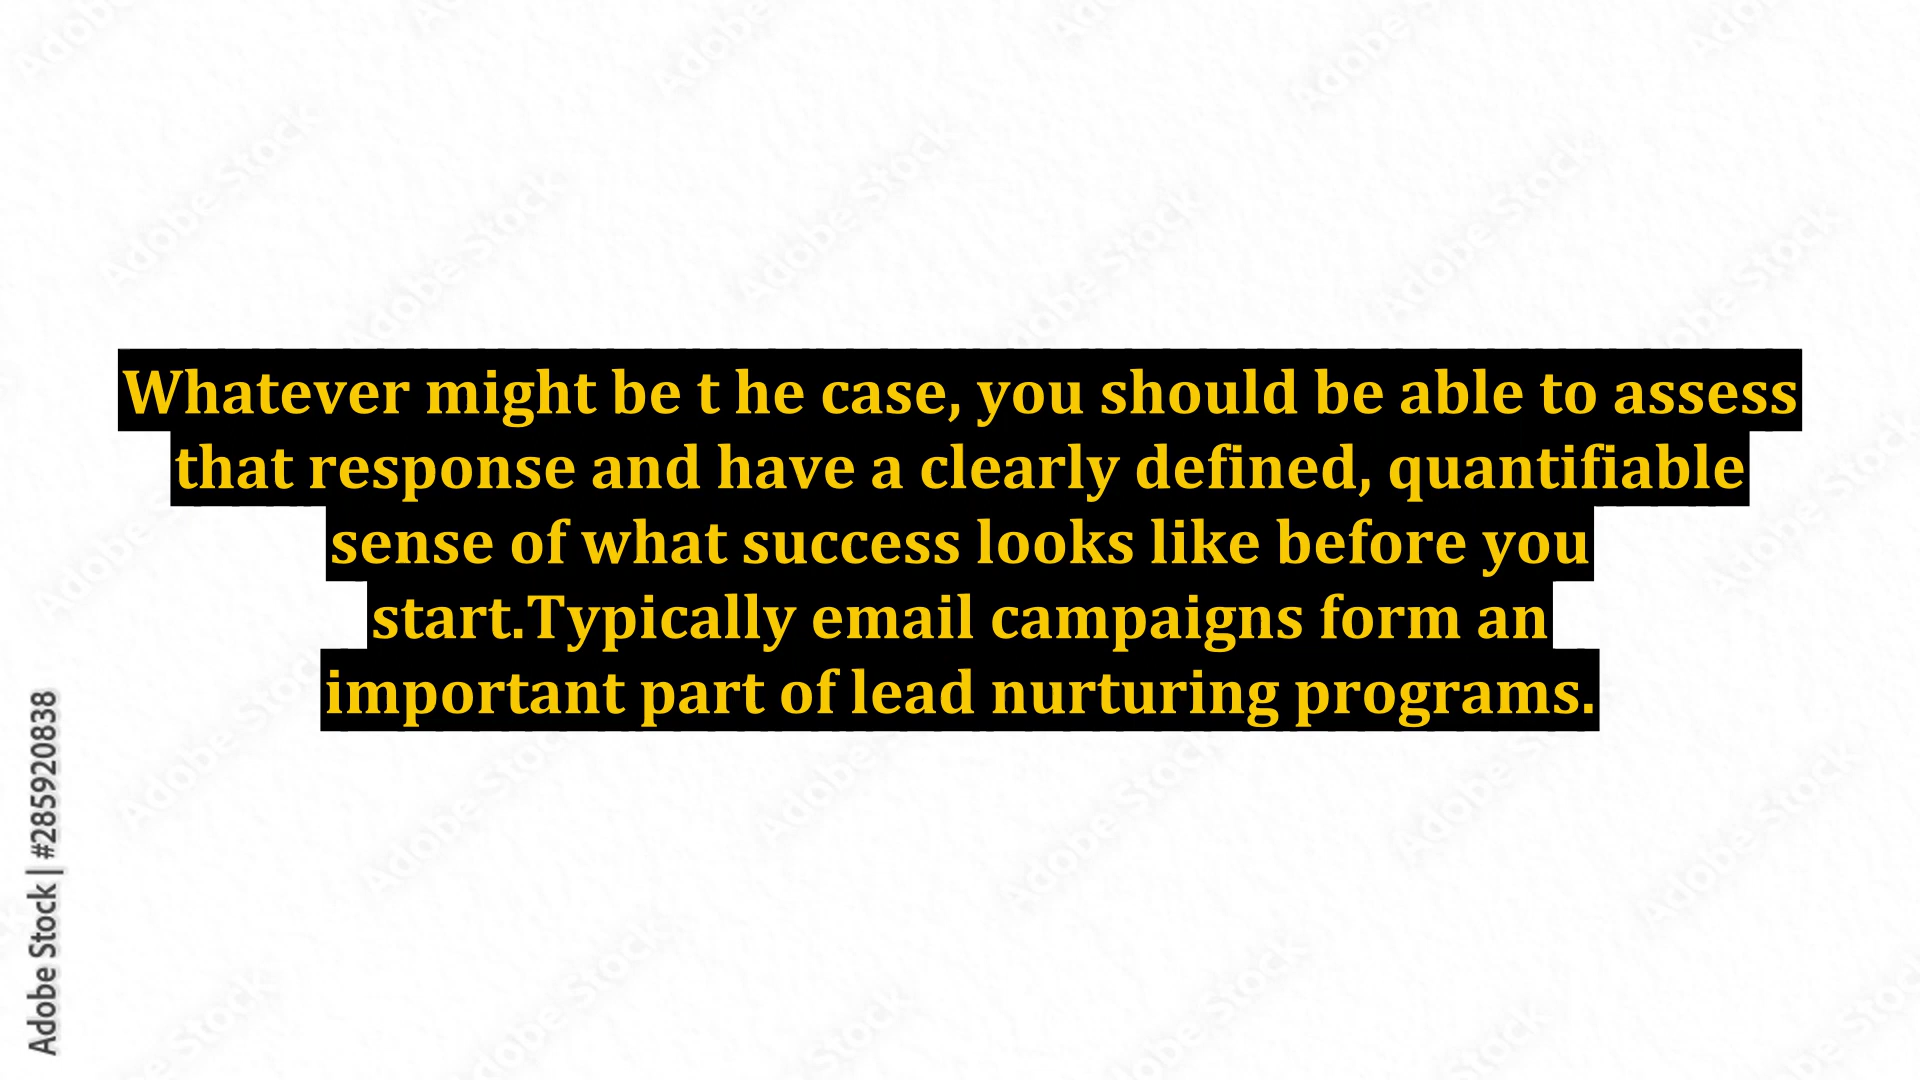 Whatever might be t he case, you should be able to assess
that response and have a clearly defined, quantifiable
sense of what success looks like before you
start.Typically email campaigns form an
important part of lead nurturing programs.
Adobe Stock | #285920838